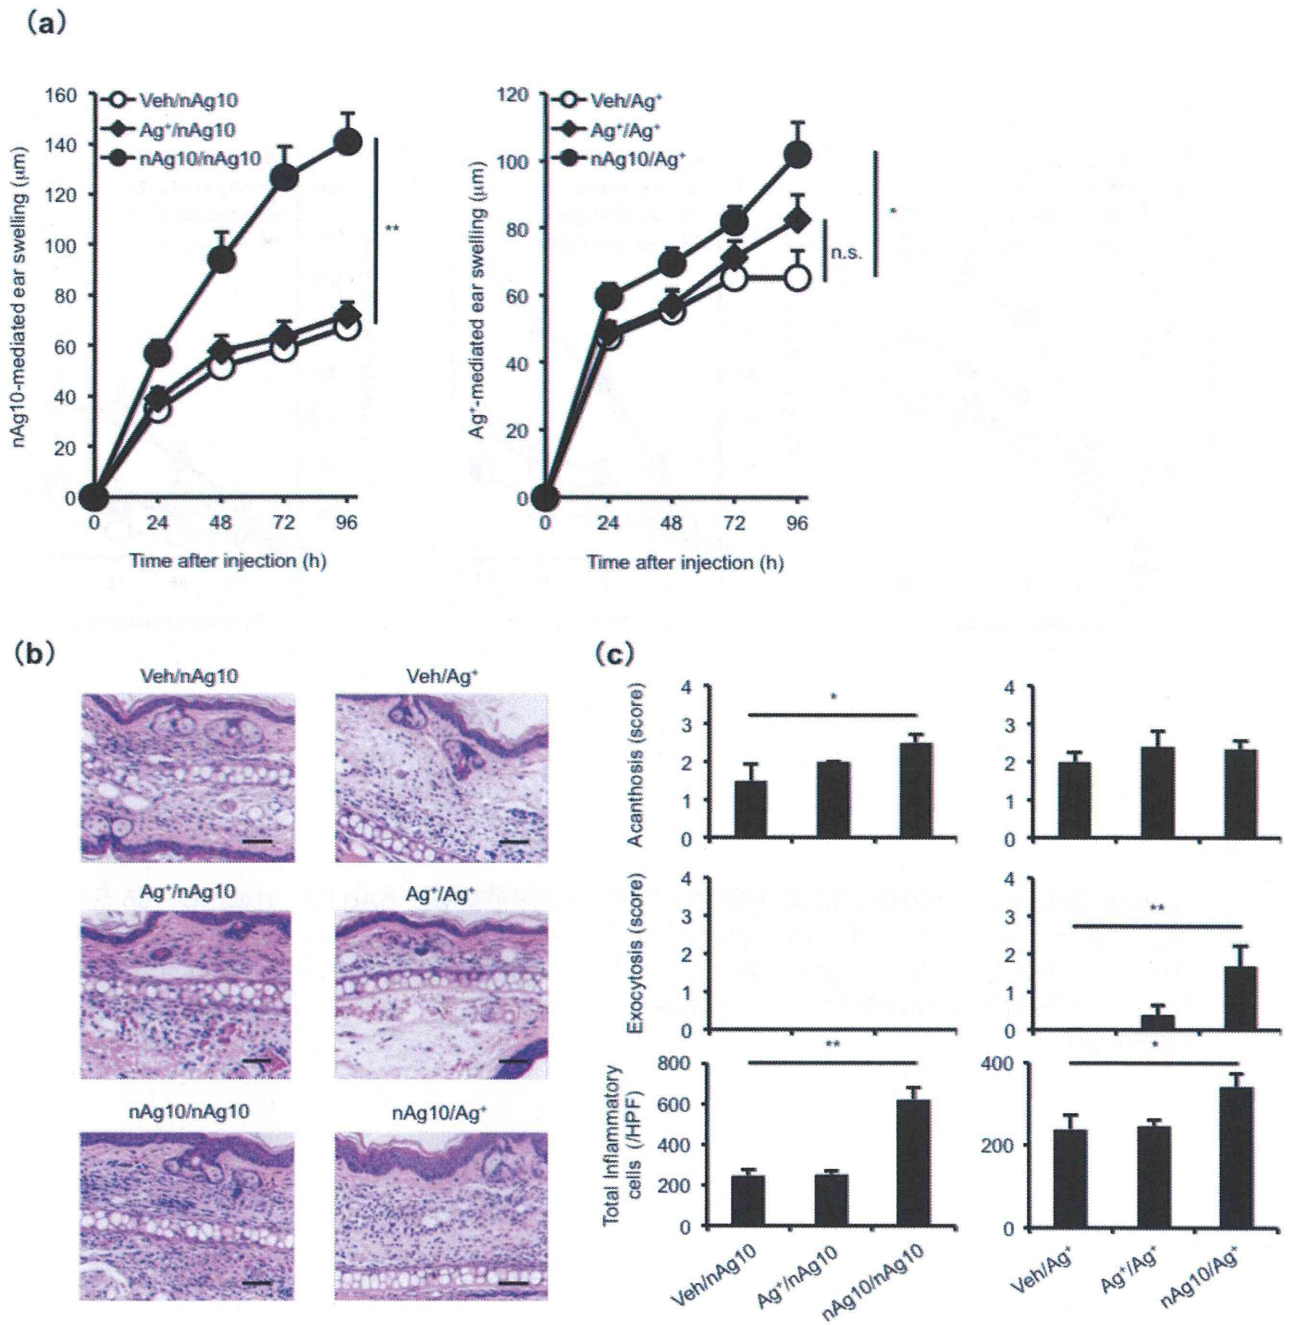 (a)
160
140
120
100
80
60
40
20
0
nAg10-mediated ear swelling (μm)
Veh/nAg10
Ag⁺/nAg10
nAg10/nAg10
**
0 24 48 72 96
Time after injection (h)
120
100
80
60
40
20
0
Ag⁺-mediated ear swelling (μm)
Veh/Ag⁺
Ag⁺/Ag⁺
nAg10/Ag⁺
n.s.
*
0 24 48 72 96
Time after injection (h)
(b)
Veh/nAg10 Veh/Ag⁺
Ag⁺/nAg10 Ag⁺/Ag⁺
nAg10/nAg10 nAg10/Ag⁺
(c)
Acanthosis (score)
4
3
2
1
0
*
4
3
2
1
0
Exocytosis (score)
4
3
2
1
0
4
3
2
1
0
**
Total Inflammatory
cells (/HPF)
800
600
400
200
0
**
400
200
0
*
Veh/nAg10 Ag⁺/nAg10 nAg10/nAg10
Veh/Ag⁺ Ag⁺/Ag⁺ nAg10/Ag⁺